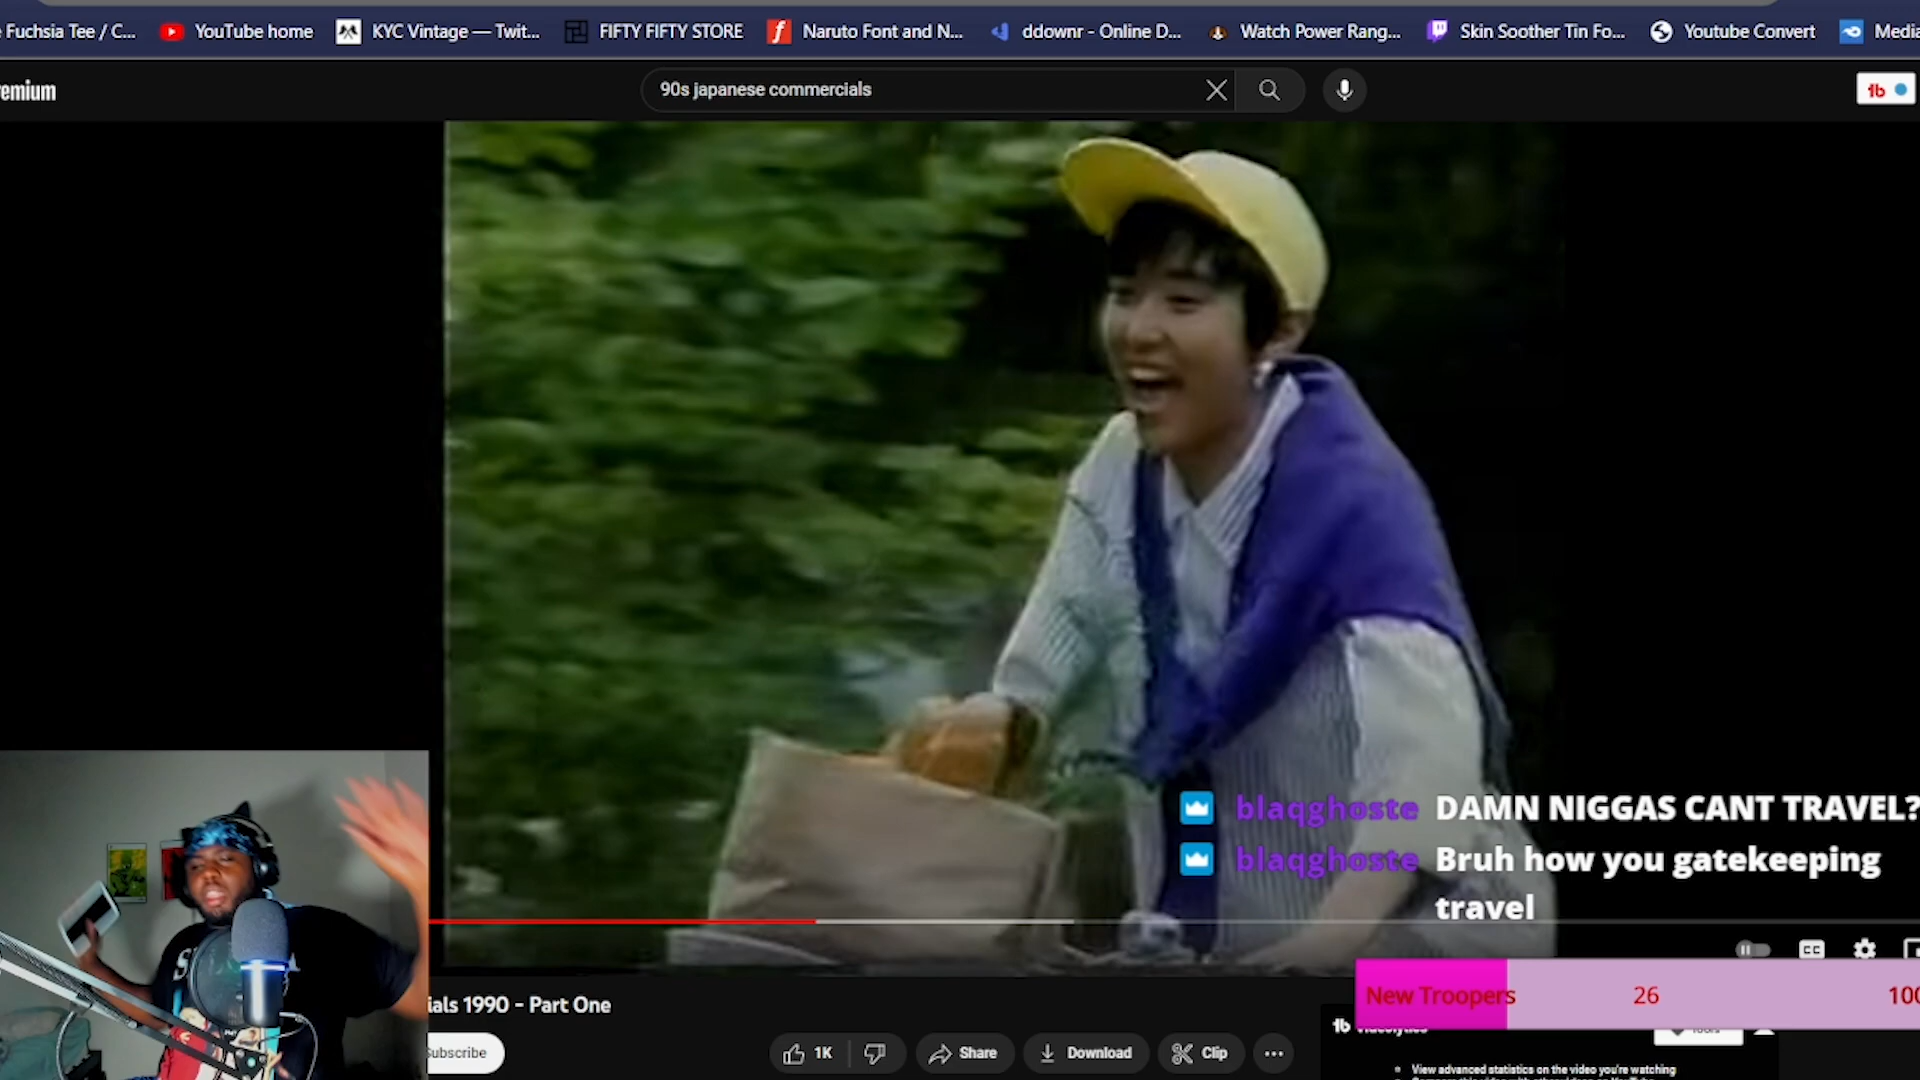 Fuchsia Tee / C... YouTube home KYC Vintage — Twit... FIFTY FIFTY STORE Naruto Font and N... ddownr - Online D... Watch Power Rang... Skin Soother Tin Fo... Youtube Convert Media
emium 90s japanese commercials
blaqghoste DAMN NIGGAS CANT TRAVEL?
blaqghoste Bruh how you gatekeeping
travel
CC
New Troopers 26 100
ials 1990 - Part One
ubscribe 1K Share Download Clip
View advanced statistics on the video you're watching